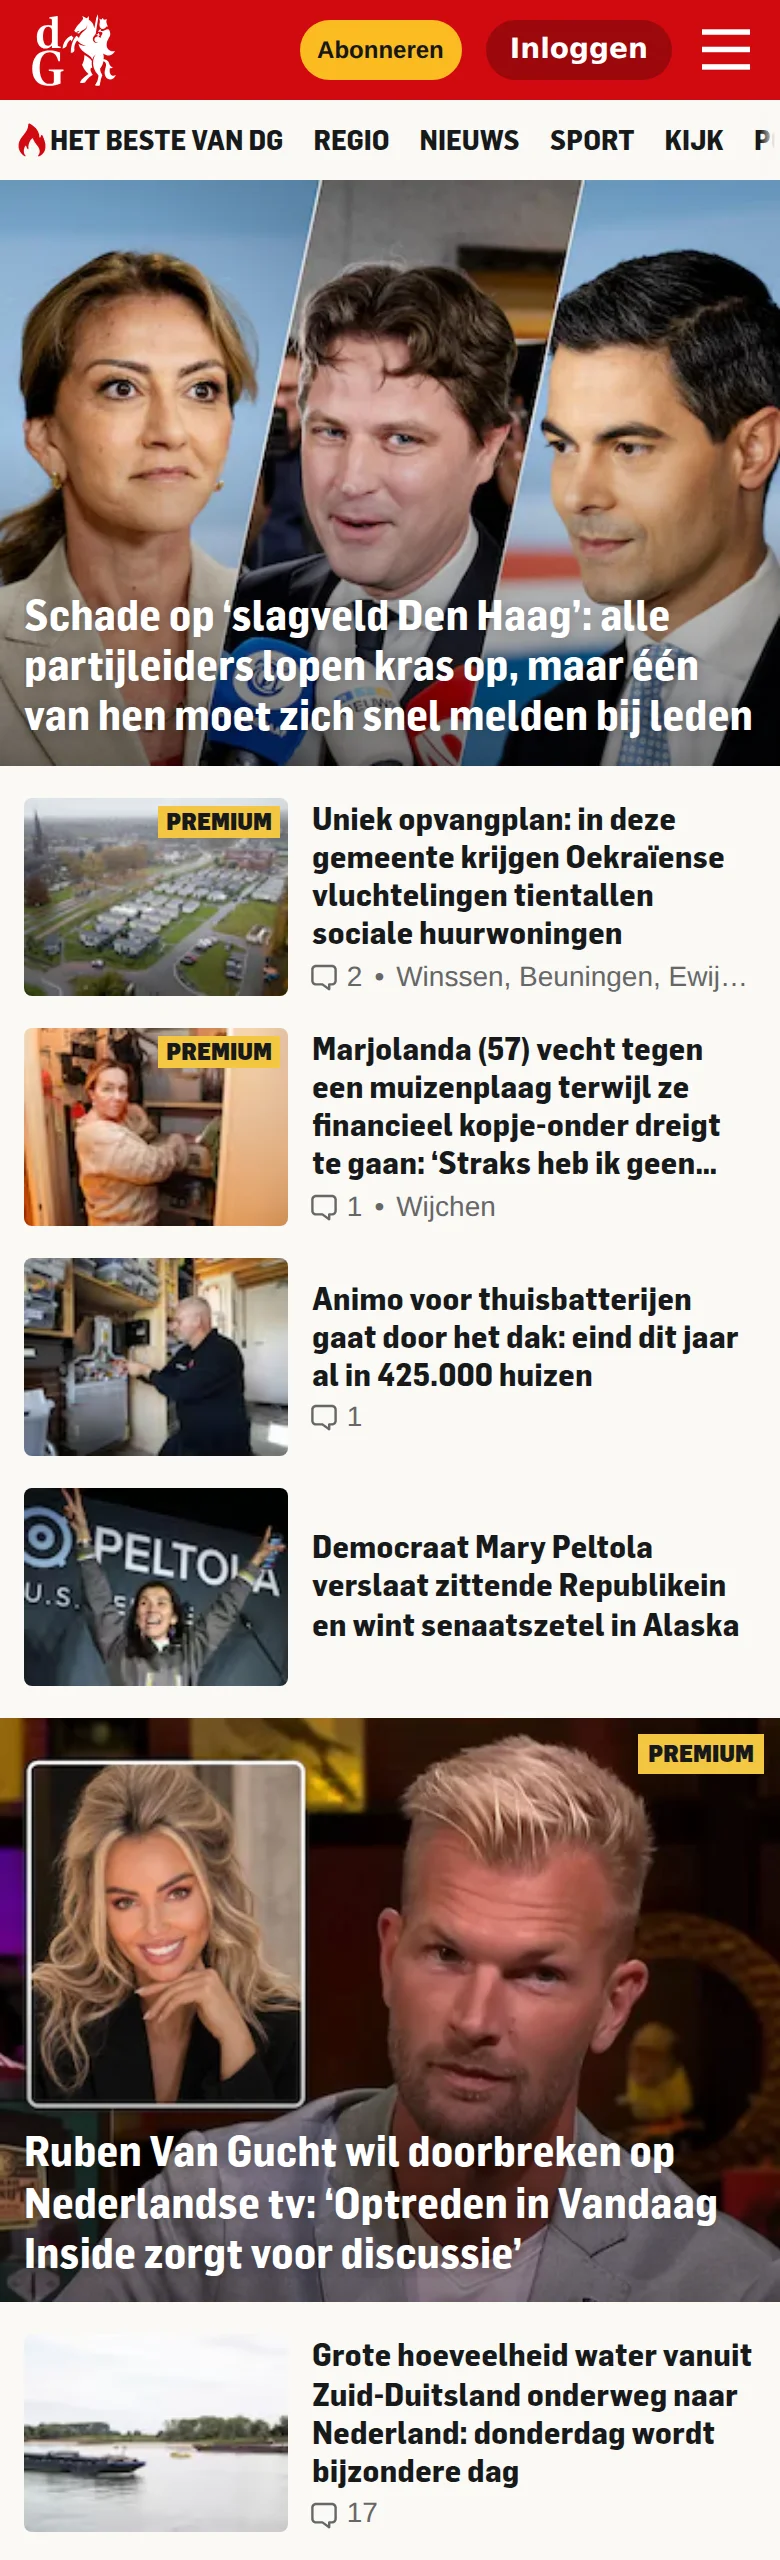 dG
Abonneren
Inloggen
HET BESTE VAN DG
REGIO
NIEUWS
SPORT
KIJK
Schade op ‘slagveld Den Haag’: alle
partijleiders lopen kras op, maar één
van hen moet zich snel melden bij leden
PREMIUM
Uniek opvangplan: in deze
gemeente krijgen Oekraïense
vluchtelingen tientallen
sociale huurwoningen
2 • Winssen, Beuningen, Ewij…
PREMIUM
Marjolanda (57) vecht tegen
een muizenplaag terwijl ze
financieel kopje-onder dreigt
te gaan: ‘Straks heb ik geen…
1 • Wijchen
Animo voor thuisbatterijen
gaat door het dak: eind dit jaar
al in 425.000 huizen
1
PELTOLA
U.S.
Democraat Mary Peltola
verslaat zittende Republikein
en wint senaatszetel in Alaska
PREMIUM
Ruben Van Gucht wil doorbreken op
Nederlandse tv: ‘Optreden in Vandaag
Inside zorgt voor discussie’
Grote hoeveelheid water vanuit
Zuid-Duitsland onderweg naar
Nederland: donderdag wordt
bijzondere dag
17